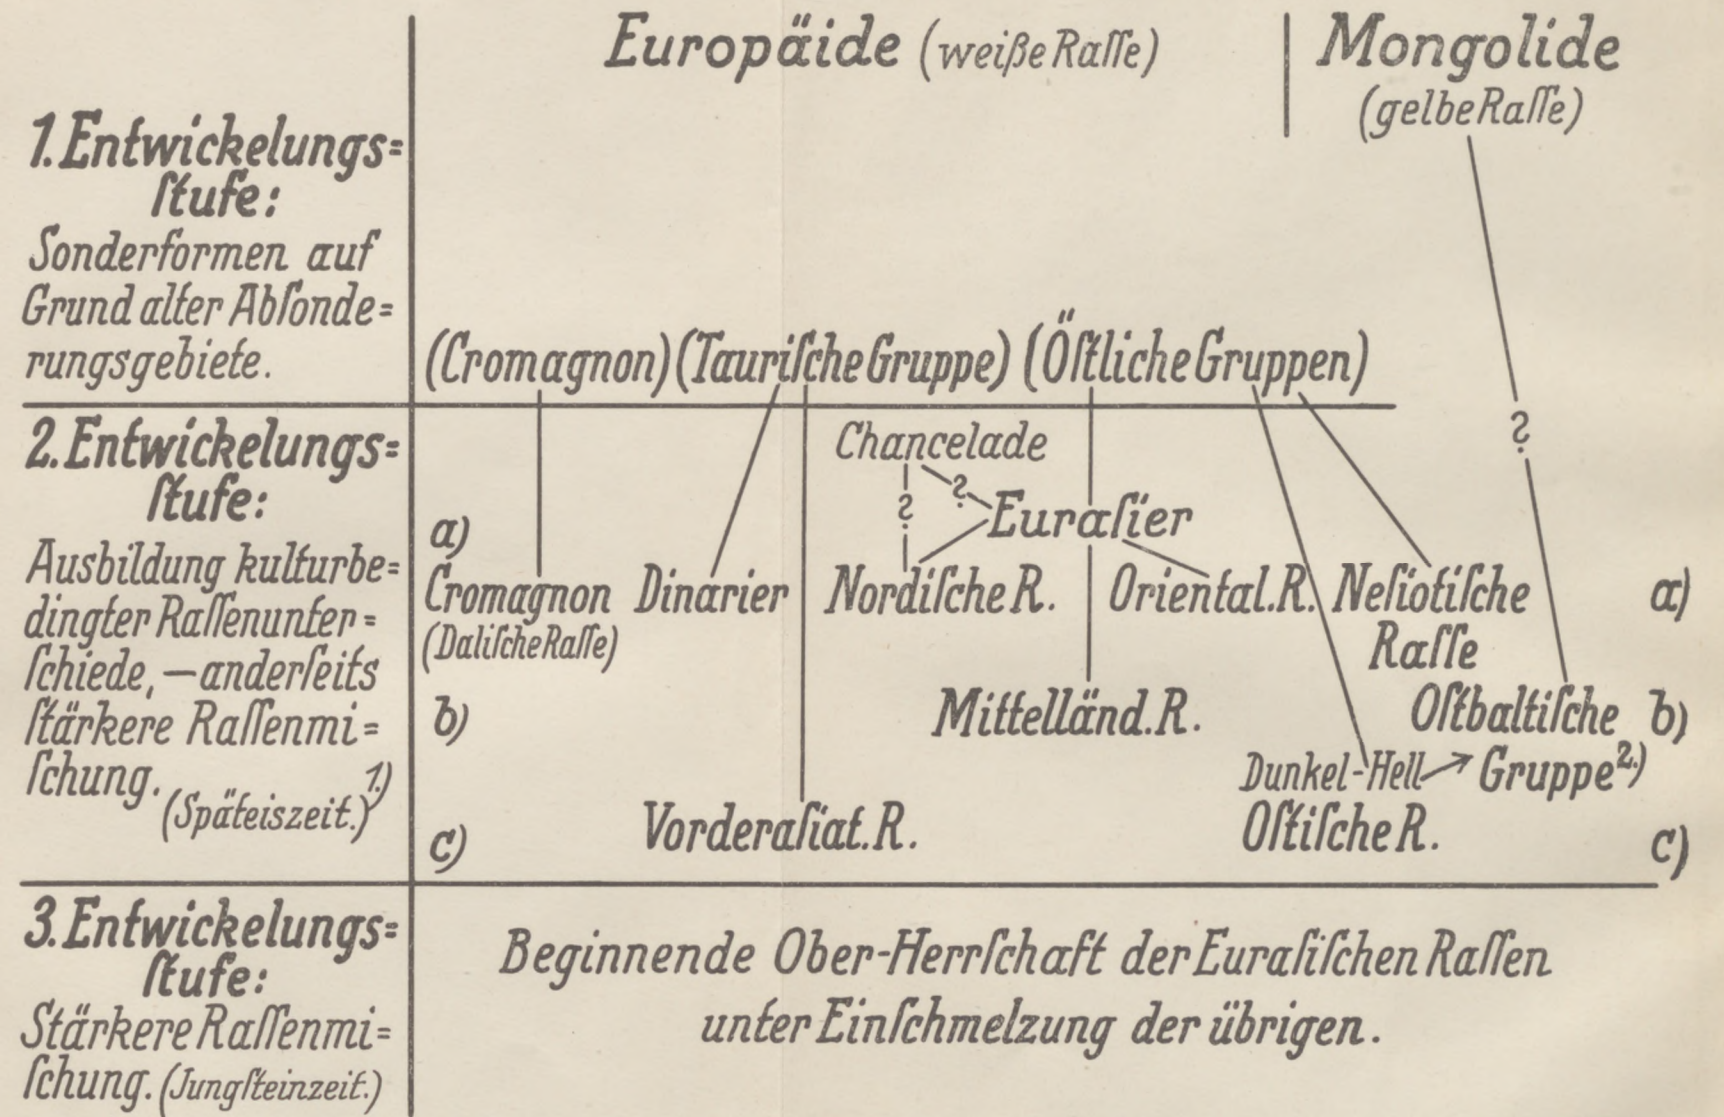 Europäide (weiße Raſſe)
Mongolide
(gelbe Raſſe)
1. Entwickelungs=
ſtufe:
Sonderformen auf
Grund alter Abſonde=
rungsgebiete.
(Cromagnon) (Tauriſche Gruppe) (Öſtliche Gruppen)
2. Entwickelungs=
ſtufe:
Ausbildung kulturbe=
dingter Raſſenunter=
ſchiede, — anderſeits
ſtärkere Raſſenmi=
ſchung.
(Späteiszeit.) 1.)
Chancelade
?
?
?
Euraſier
a)
Cromagnon
(Daliſche Raſſe)
Dinarier
Nordiſche R.
Oriental. R.
Neſiotiſche
Raſſe
a)
b)
Mittelländ. R.
Oſtbaltiſche
Gruppe 2.)
b)
Dunkel-Hell
c)
Vorderaſiat. R.
Oſtiſche R.
c)
3. Entwickelungs=
ſtufe:
Stärkere Raſſenmi=
ſchung. (Jungſteinzeit.)
Beginnende Ober-Herrſchaft der Euraſiſchen Raſſen
unter Einſchmelzung der übrigen.